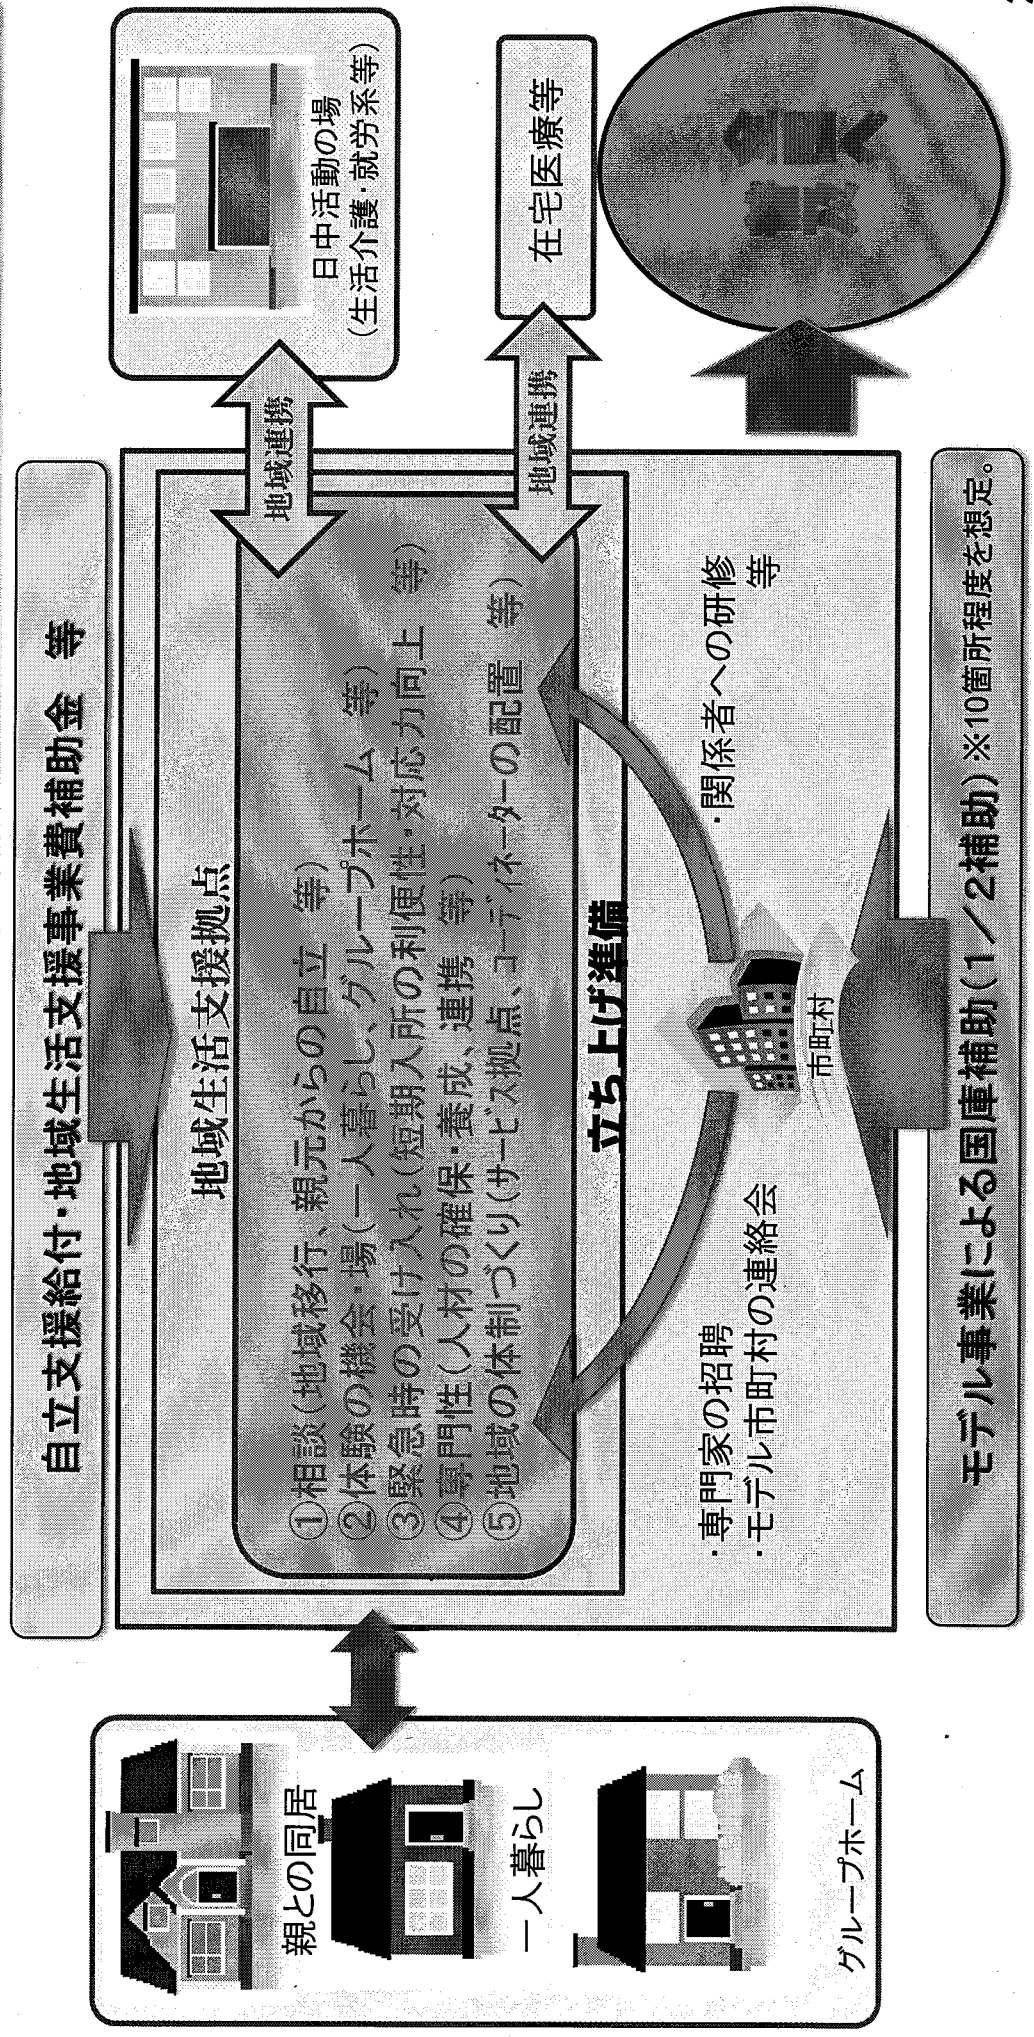 自立支援給付・地域生活支援事業費補助金 等
地域生活支援拠点
①相談(地域移行、親元からの自立 等)
②体験の機会・場(一人暮らし、グループホーム 等)
③緊急時の受け入れ(短期入所の利便性・対応力向上 等)
④専門性(人材の確保・養成、連携 等)
⑤地域の体制づくり(サービス拠点、コーディネーターの配置 等)
立ち上げ準備
・専門家の招聘
・モデル市町村の連絡会
・関係者への研修
等
市町村
モデル事業による国庫補助(1/2補助)※10箇所程度を想定。
親との同居
一人暮らし
グループホーム
地域連携
日中活動の場
(生活介護・就労系等)
地域連携
在宅医療等